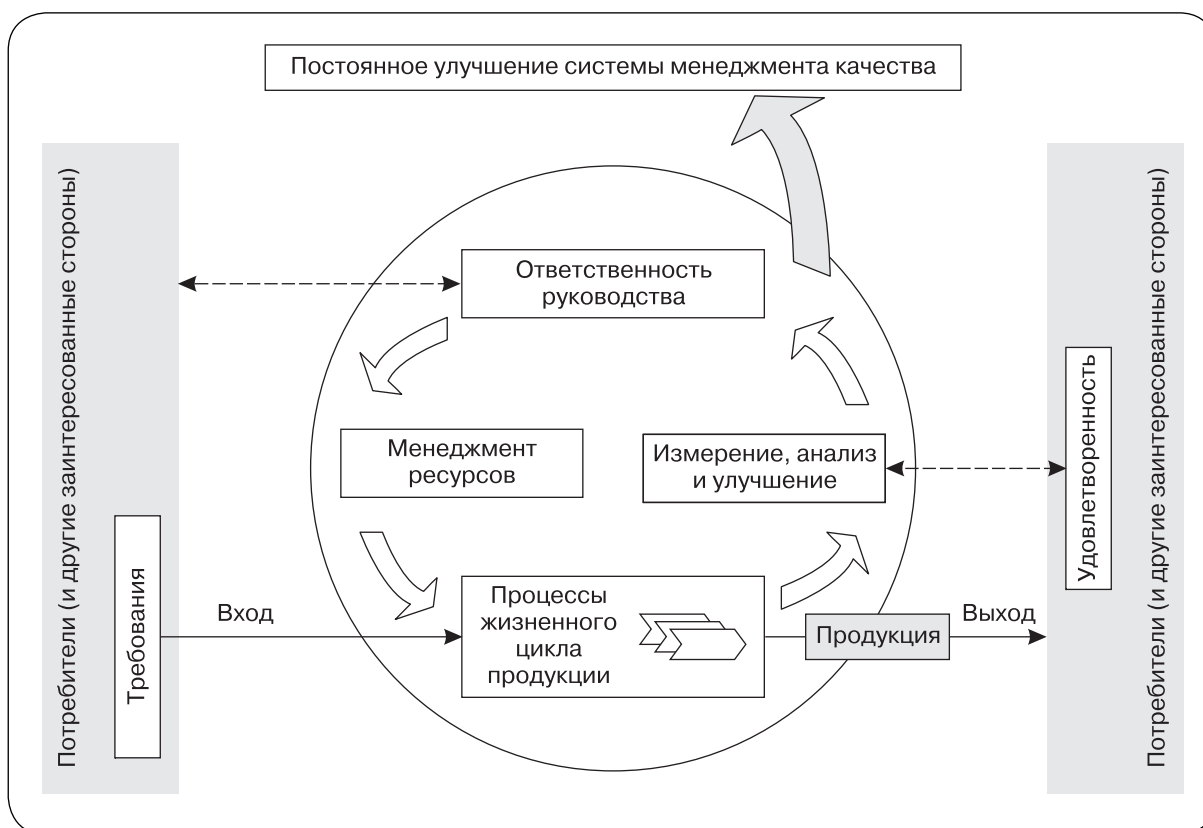 Постоянное улучшение системы менеджмента качества
Потребители (и другие заинтересованные стороны)
Требования
Ответственность
руководства
Менеджмент
ресурсов
Измерение, анализ
и улучшение
Вход
Процессы
жизненного
цикла
продукции
Продукция
Выход
Удовлетворенность
Потребители (и другие заинтересованные стороны)